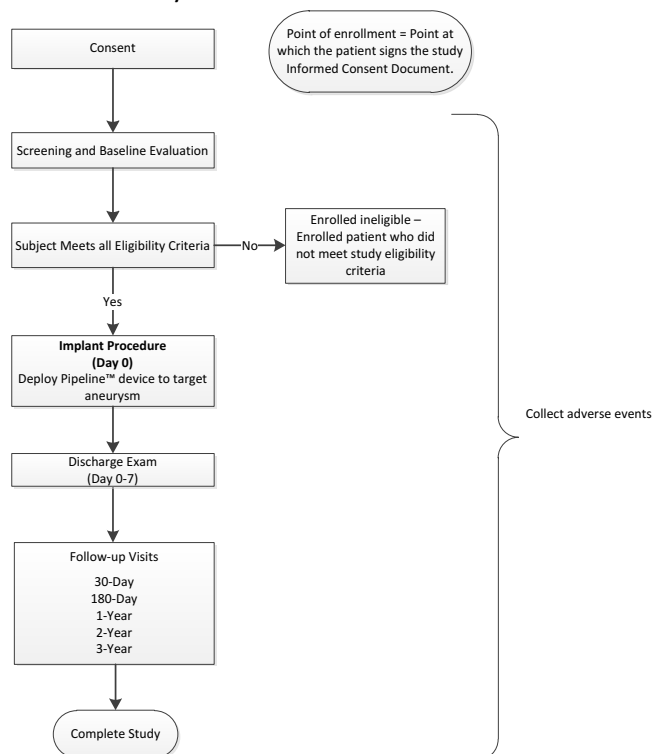 Consent
Point of enrollment = Point at
which the patient signs the study
Informed Consent Document.
Screening and Baseline Evaluation
Subject Meets all Eligibility Criteria
No
Enrolled ineligible –
Enrolled patient who did
not meet study eligibility
criteria
Yes
Implant Procedure
(Day 0)
Deploy Pipeline™ device to target
aneurysm
Collect adverse events
Discharge Exam
(Day 0-7)
Follow-up Visits
30-Day
180-Day
1-Year
2-Year
3-Year
Complete Study